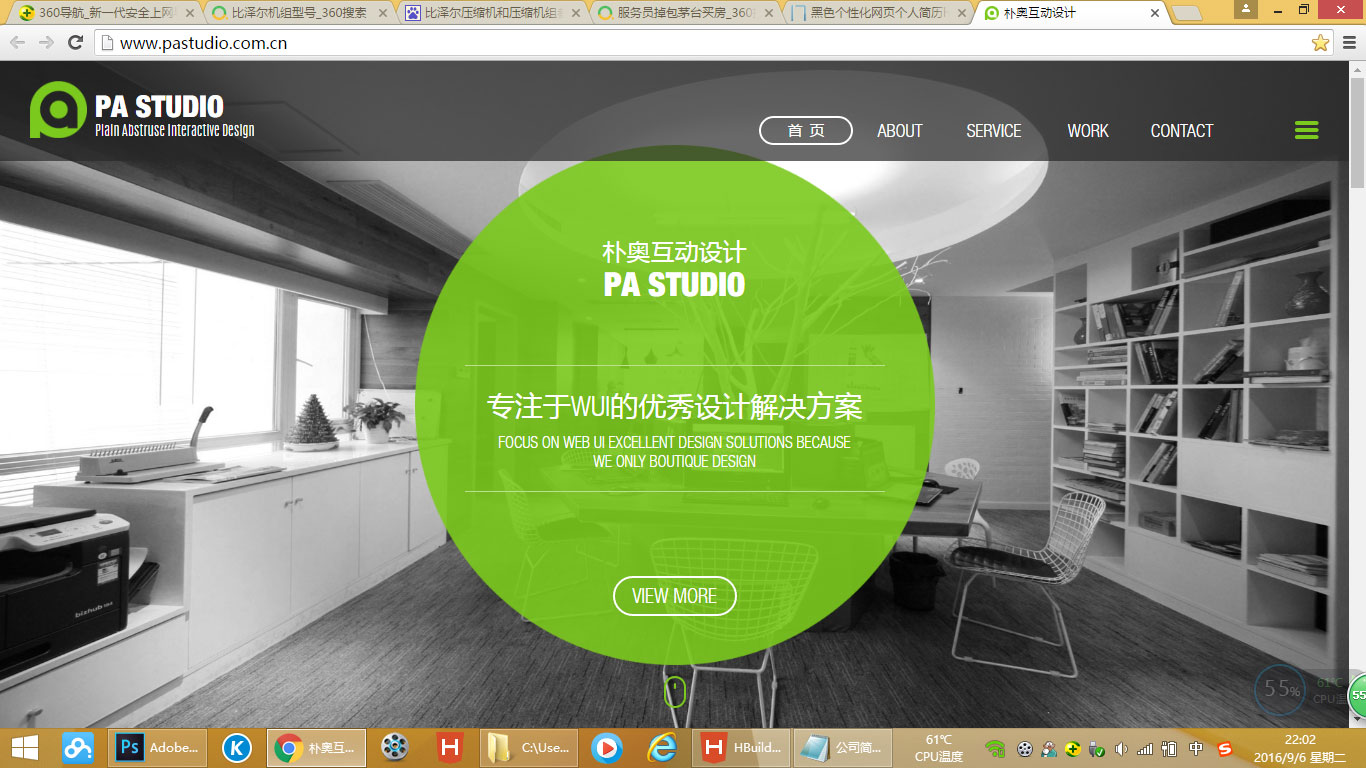 360导航_新一代安全上网
比泽尔机组型号_360搜索
比泽尔压缩机和压缩机组
服务员掉包茅台买房_360
黑色个性化网页个人简历
朴奥互动设计
www.pastudio.com.cn
PA STUDIO
Plain Abstruse Interactive Design
首 页
ABOUT
SERVICE
WORK
CONTACT
朴奥互动设计
PA STUDIO
专注于WUI的优秀设计解决方案
FOCUS ON WEB UI EXCELLENT DESIGN SOLUTIONS BECAUSE
WE ONLY BOUTIQUE DESIGN
VIEW MORE
bizhub
55%
61℃
CPU温
55
Ps
Adobe...
K
朴奥互...
H
C:\Use...
H
HBuild...
公司简...
61℃
CPU温度
中
S
22:02
2016/9/6 星期二